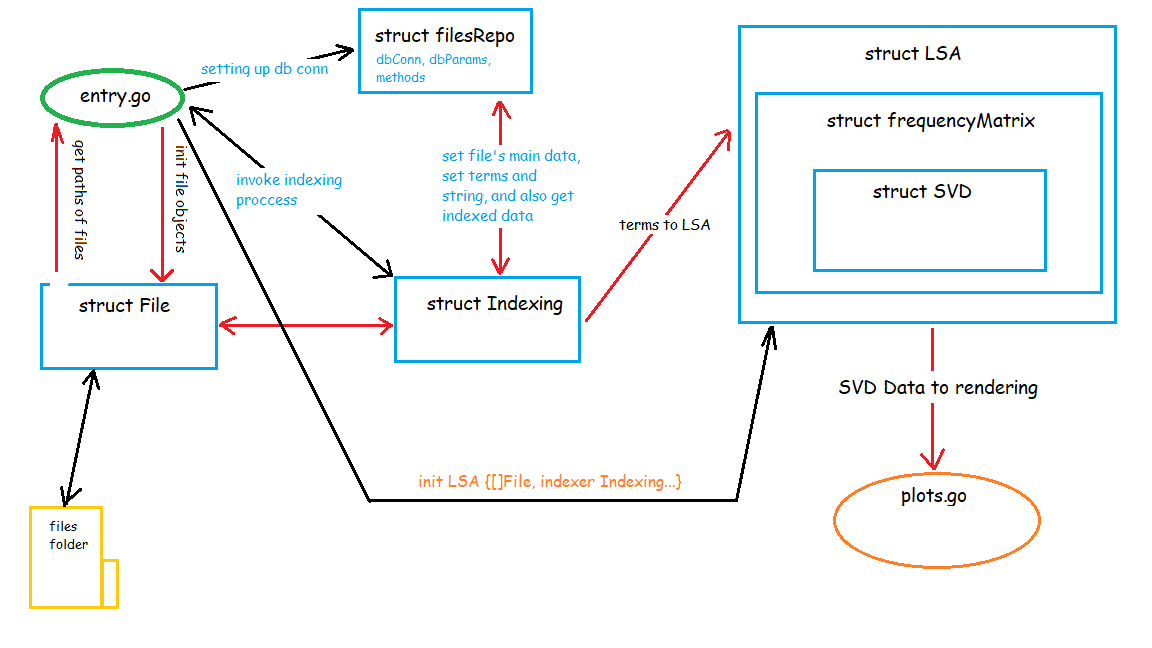 struct filesRepo
dbConn, dbParams,
methods
setting up db conn
entry.go
struct LSA
struct frequencyMatrix
struct SVD
get paths of files
init file objects
invoke indexing
proccess
set file's main data,
set terms and
string, and also get
indexed data
terms to LSA
struct File
struct Indexing
SVD Data to rendering
init LSA {[]File, indexer Indexing...}
plots.go
files
folder